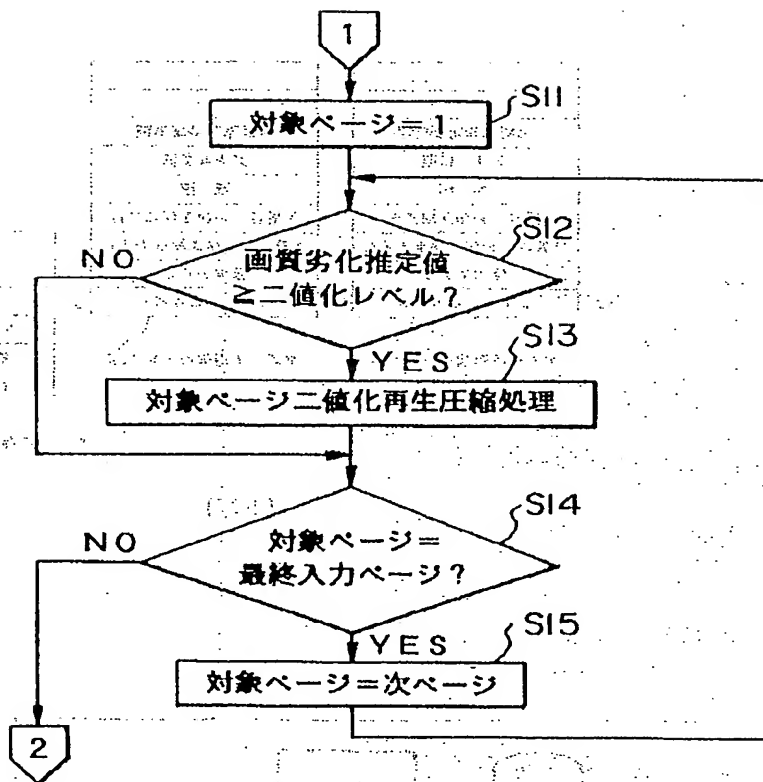 1
S11
対象ページ＝1
S12
NO
画質劣化推定値
≧二値化レベル？
YES
S13
対象ページ二値化再生圧縮処理
S14
NO
対象ページ＝
最終入力ページ？
YES
S15
対象ページ＝次ページ
2